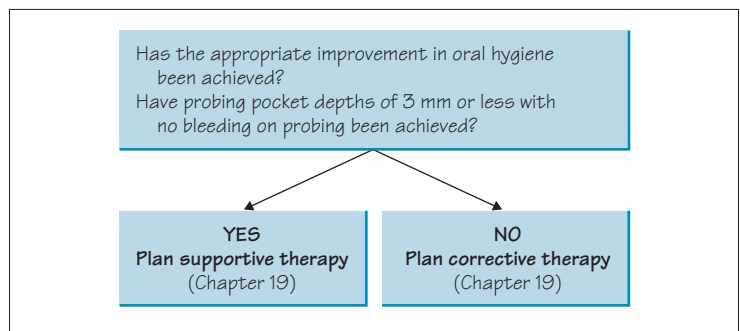 Has the appropriate improvement in oral hygiene
been achieved?
Have probing pocket depths of 3 mm or less with
no bleeding on probing been achieved?
YES
Plan supportive therapy
(Chapter 19)
NO
Plan corrective therapy
(Chapter 19)